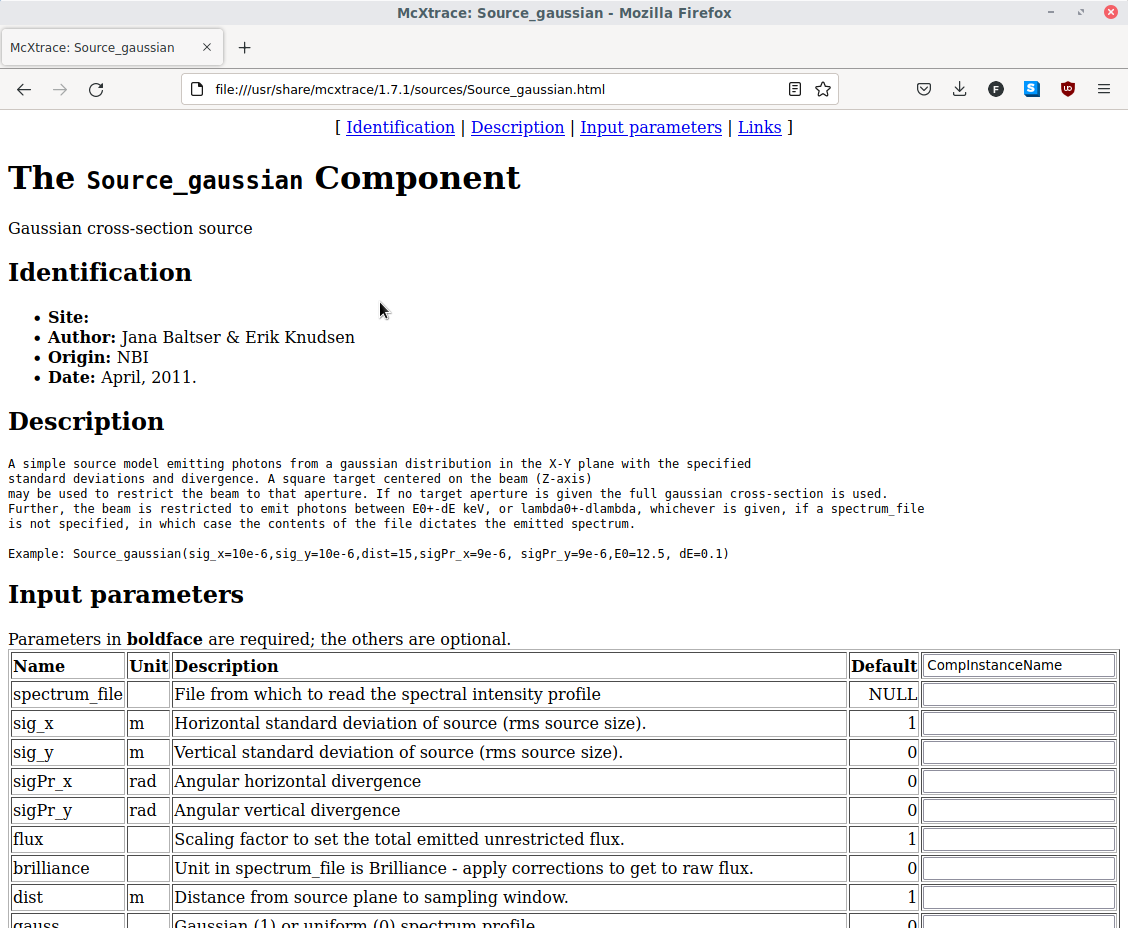 McXtrace: Source_gaussian - Mozilla Firefox
McXtrace: Source_gaussian
file:///usr/share/mcxtrace/1.7.1/sources/Source_gaussian.html
[ Identification | Description | Input parameters | Links ]
The Source_gaussian Component
Gaussian cross-section source
Identification
• Site:
• Author: Jana Baltser & Erik Knudsen
• Origin: NBI
• Date: April, 2011.
Description
A simple source model emitting photons from a gaussian distribution in the X-Y plane with the specified
standard deviations and divergence. A square target centered on the beam (Z-axis)
may be used to restrict the beam to that aperture. If no target aperture is given the full gaussian cross-section is used.
Further, the beam is restricted to emit photons between E0+-dE keV, or lambda0+-dlambda, whichever is given, if a spectrum_file
is not specified, in which case the contents of the file dictates the emitted spectrum.
Example: Source_gaussian(sig_x=10e-6,sig_y=10e-6,dist=15,sigPr_x=9e-6, sigPr_y=9e-6,E0=12.5, dE=0.1)
Input parameters
Parameters in boldface are required; the others are optional.
Name Unit Description Default CompInstanceName
spectrum_file File from which to read the spectral intensity profile NULL
sig_x m Horizontal standard deviation of source (rms source size). 1
sig_y m Vertical standard deviation of source (rms source size). 0
sigPr_x rad Angular horizontal divergence 0
sigPr_y rad Angular vertical divergence 0
flux Scaling factor to set the total emitted unrestricted flux. 1
brilliance Unit in spectrum_file is Brilliance - apply corrections to get to raw flux. 0
dist m Distance from source plane to sampling window. 1
gauss Gaussian (1) or uniform (0) spectrum profile 0